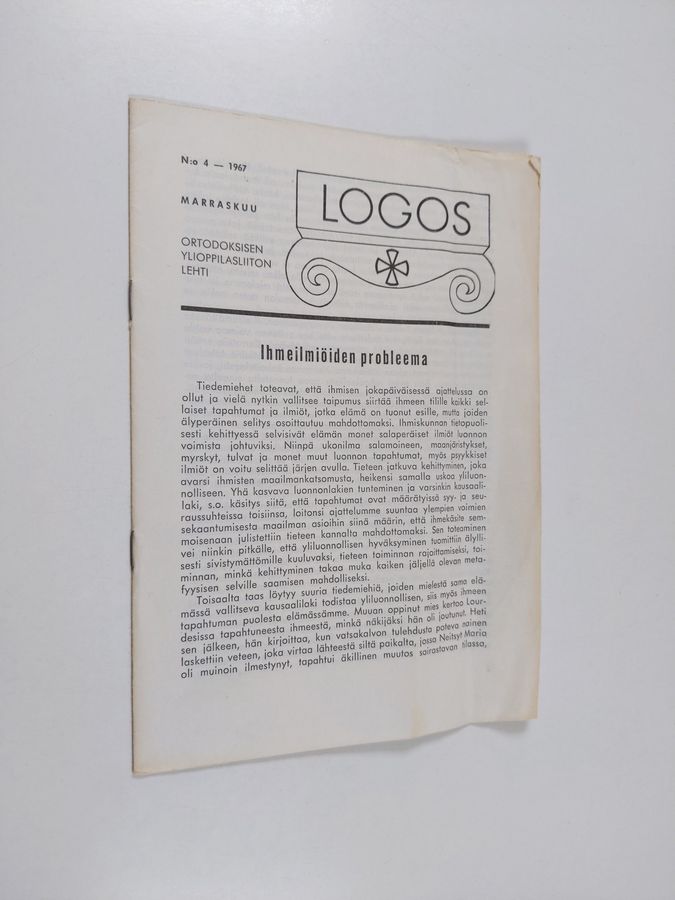 N:o 4 — 1967
MARRASKUU
ORTODOKSISEN
YLIOPPILASLIITON
LEHTI
LOGOS
Ihmeilmiöiden probleema
Tiedemiehet toteavat, että ihmisen jokapäiväisessä ajattelussa on
ollut ja vielä nytkin vallitsee taipumus siirtää ihmeen tilille kaikki sel-
laiset tapahtumat ja ilmiöt, jotka elämä on tuonut esille, mutta joiden
älyperäinen selitys osoittautuu mahdottomaksi. Ihmiskunnan tietopuoli-
sesti kehittyessä selvisivät elämän monet salaperäiset ilmiöt luonnon
voimista johtuviksi. Niinpä ukonilma salamoineen, maanjäristykset,
myrskyt, tulvat ja monet muut luonnon tapahtumat, myös psyykkiset
ilmiöt on voitu selittää järjen avulla. Tieteen jatkuva kehittyminen, joka
avarsi ihmisten maailmankatsomusta, heikensi samalla uskoa yliluon-
nolliseen. Yhä kasvava luonnonlakien tunteminen ja varsinkin kausaali-
laki, s.o. käsitys siitä, että tapahtumat ovat määrätyissä syy- ja seu-
raussuhteissa toisiinsa, loitonsi ajattelumme suuntaa ylempien voimien
sekaantumisesta maailman asioihin siinä määrin, että ihmekäsite sem-
moisenaan julistettiin tieteen kannalta mahdottomaksi. Sen toteaminen
vei niinkin pitkälle, että yliluonnollisen hyväksyminen tuomittiin älylli-
sesti sivistymättömille kuuluvaksi, tieteen toiminnan rajoittamiseksi, toi-
minnan, minkä kehittyminen takaa muka kaiken jäljellä olevan meta-
fyysisen selville saamisen mahdolliseksi.
Toisaalta taas löytyy suuria tiedemiehiä, joiden mielestä sama elä-
mässä vallitseva kausaalilaki todistaa yliluonnollisen, siis myös ihmeen
tapahtuman puolesta elämässämme. Muuan oppinut mies kertoo Lour-
desissa tapahtuneesta ihmeestä, minkä näkijäksi hän oli joutunut. Heti
sen jälkeen, hän kirjoittaa, kun vatsakalvon tulehdusta poteva nainen
laskettiin veteen, joka virtaa lähteestä siltä paikalta, jossa Neitsyt Maria
oli muinoin ilmestynyt, tapahtui äkillinen muutos sairastavan tilassa,